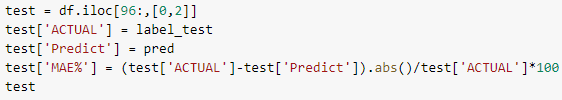 test = df.iloc[96:,[0,2]]
test['ACTUAL'] = label_test
test['Predict'] = pred
test['MAE%'] = (test['ACTUAL']-test['Predict']).abs()/test['ACTUAL']*100
test